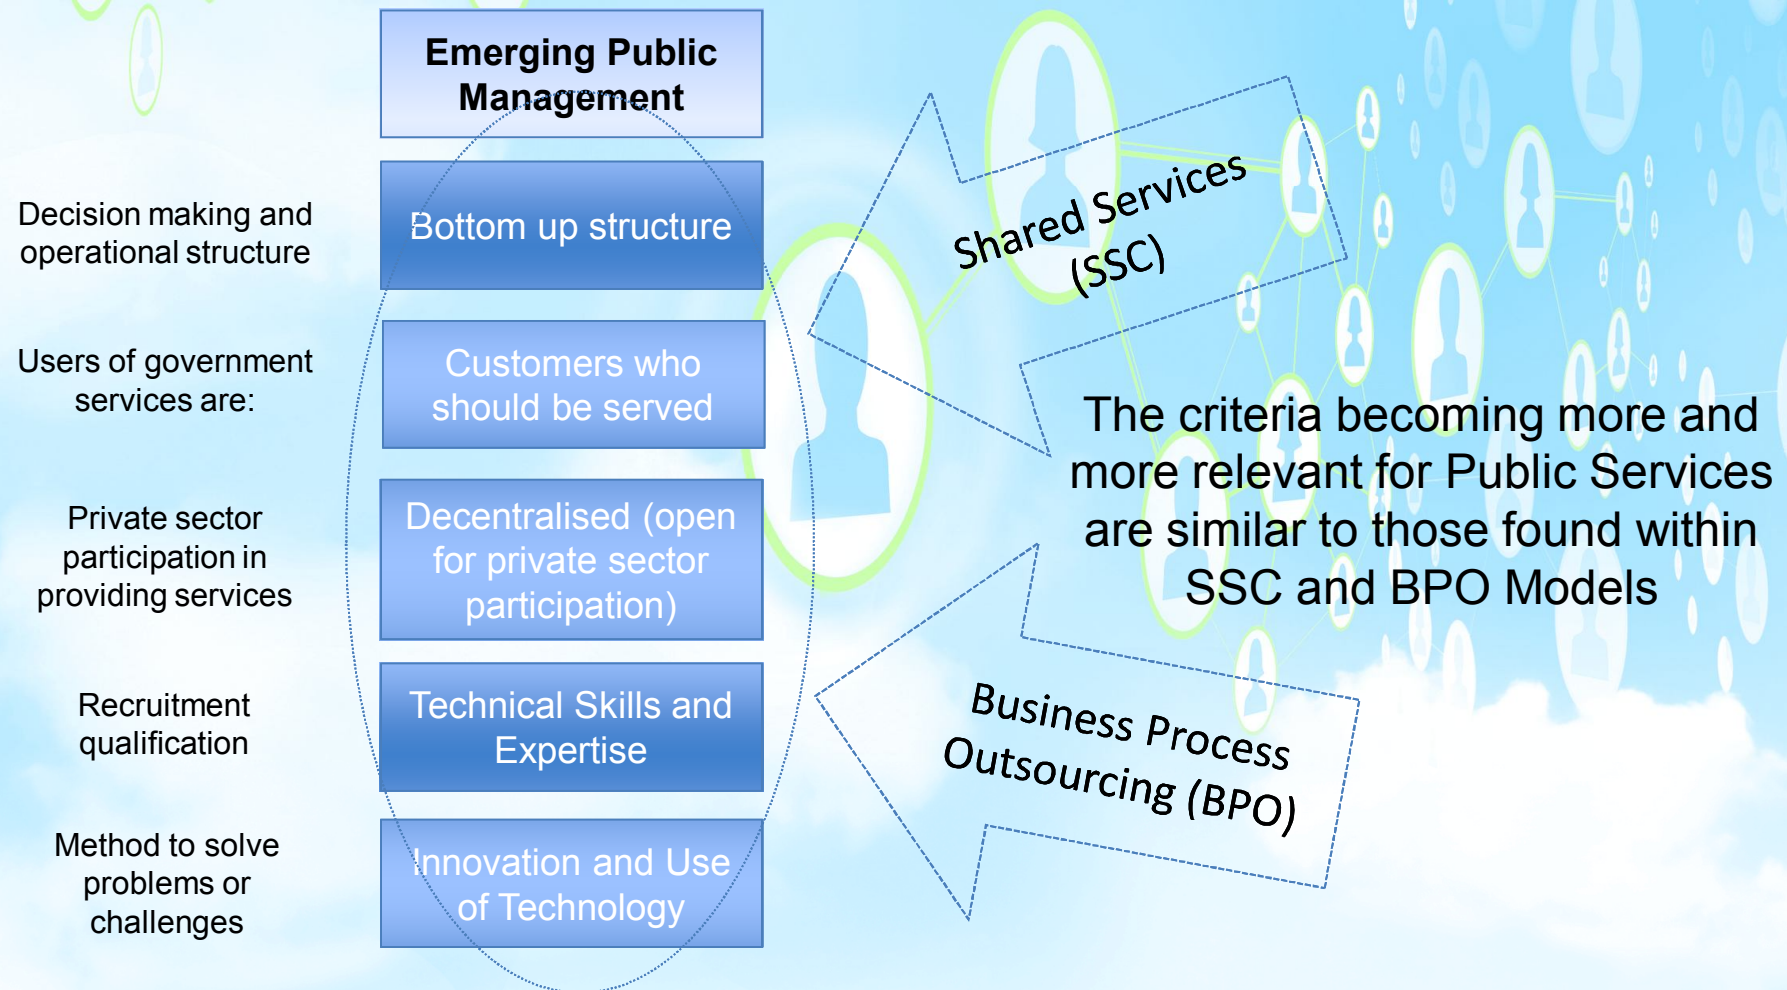 Emerging Public
Management
Decision making and
operational structure
Bottom up structure
Users of government
services are:
Customers who
should be served
Private sector
participation in
providing services
Decentralised (open
for private sector
participation)
Recruitment
qualification
Technical Skills and
Expertise
Method to solve
problems or
challenges
Innovation and Use
of Technology
Shared Services
(SSC)
The criteria becoming more and
more relevant for Public Services
are similar to those found within
SSC and BPO Models
Business Process
Outsourcing (BPO)